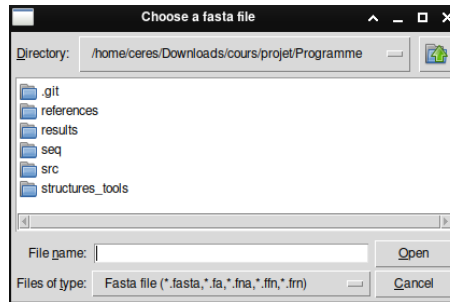 Choose a fasta file
Directory: /home/ceres/Downloads/cours/projet/Programme
.git
references
results
seq
src
structures_tools
File name: Open
Files of type: Fasta file (*.fasta,*.fa,*.fna,*.ffn,*.frn) Cancel